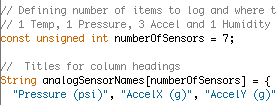 // Defining number of items to log and where t
// 1 Temp, 1 Pressure, 3 Accel and 1 Humidity
const unsigned int numberOfSensors = 7;
// Titles for column headings
String analogSensorNames[numberOfSensors] = {
"Pressure (psi)", "AccelX (g)", "AccelY (g)